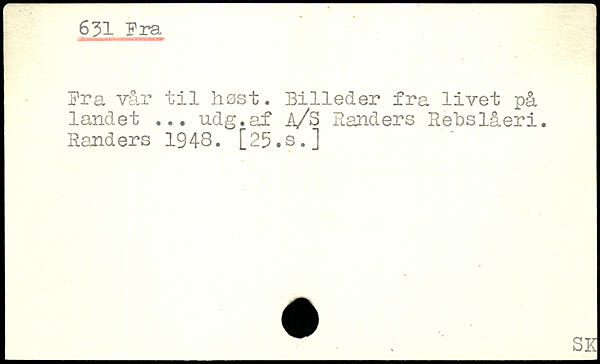 631 Fra
Fra vår til høst. Billeder fra livet på
landet ... udg.af A/S Randers Rebslåeri.
Randers 1948. [25.s.]
SK